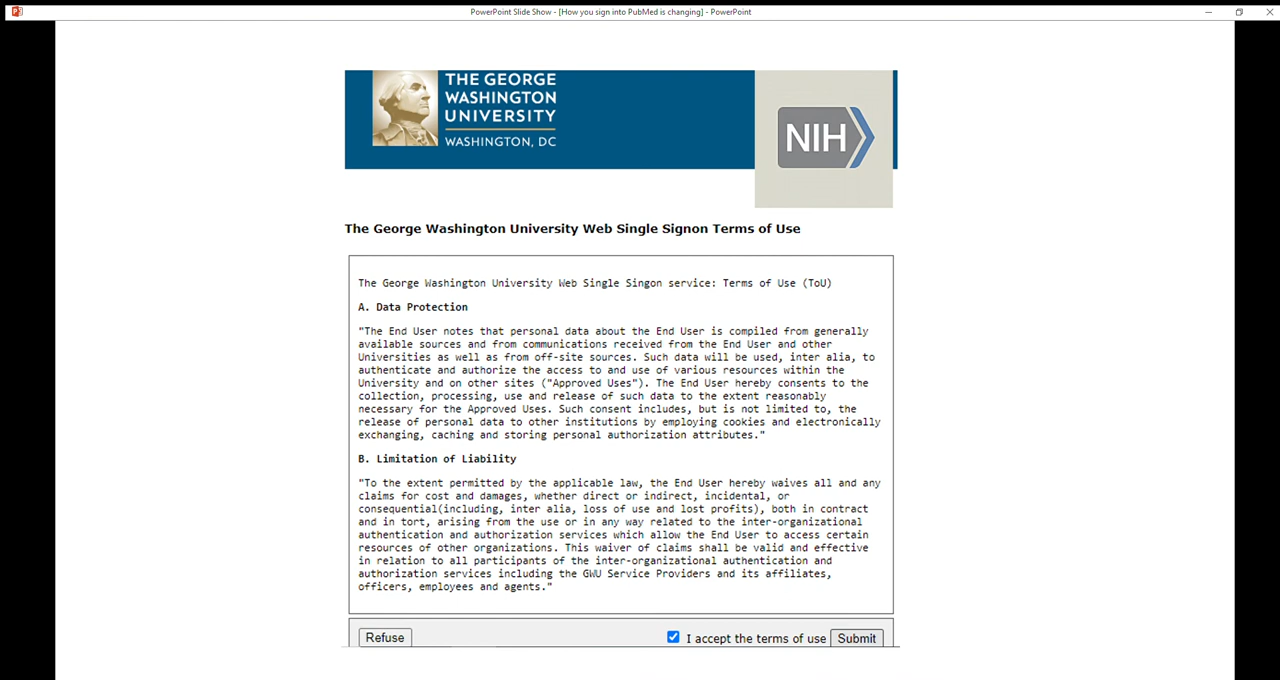 PowerPoint Slide Show - [How you sign into PubMed is changing] - PowerPoint
THE GEORGE
WASHINGTON
UNIVERSITY
WASHINGTON, DC
NIH
The George Washington University Web Single Signon Terms of Use
The George Washington University Web Single Singon service: Terms of Use (ToU)
A. Data Protection
"The End User notes that personal data about the End User is compiled from generally
available sources and from communications received from the End User and other
Universities as well as from off-site sources. Such data will be used, inter alia, to
authenticate and authorize the access to and use of various resources within the
University and on other sites ("Approved Uses"). The End User hereby consents to the
collection, processing, use and release of such data to the extent reasonably
necessary for the Approved Uses. Such consent includes, but is not limited to, the
release of personal data to other institutions by employing cookies and electronically
exchanging, caching and storing personal authorization attributes."
B. Limitation of Liability
"To the extent permitted by the applicable law, the End User hereby waives all and any
claims for cost and damages, whether direct or indirect, incidental, or
consequential(including, inter alia, loss of use and lost profits), both in contract
and in tort, arising from the use or in any way related to the inter-organizational
authentication and authorization services which allow the End User to access certain
resources of other organizations. This waiver of claims shall be valid and effective
in relation to all participants of the inter-organizational authentication and
authorization services including the GWU Service Providers and its affiliates,
officers, employees and agents."
Refuse I accept the terms of use Submit